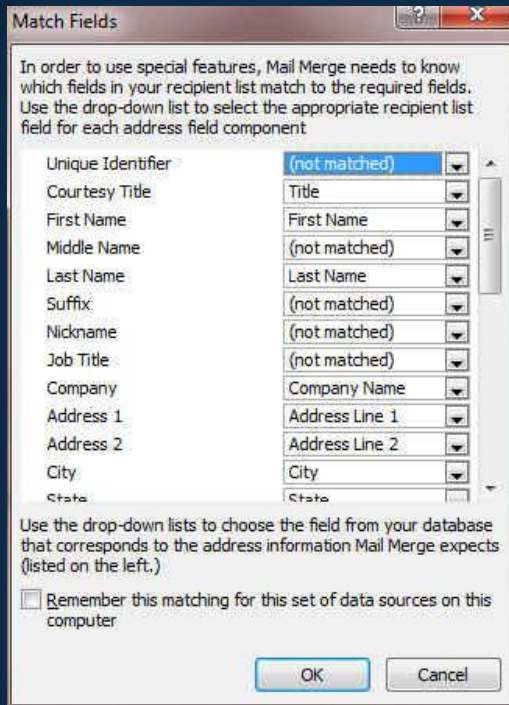 Match Fields
?
In order to use special features, Mail Merge needs to know
which fields in your recipient list match to the required fields.
Use the drop-down list to select the appropriate recipient list
field for each address field component
Unique Identifier (not matched)
Courtesy Title Title
First Name First Name
Middle Name (not matched)
Last Name Last Name
Suffix (not matched)
Nickname (not matched)
Job Title (not matched)
Company Company Name
Address 1 Address Line 1
Address 2 Address Line 2
City City
State State
Use the drop-down lists to choose the field from your database
that corresponds to the address information Mail Merge expects
(listed on the left.)
Remember this matching for this set of data sources on this
computer
OK Cancel